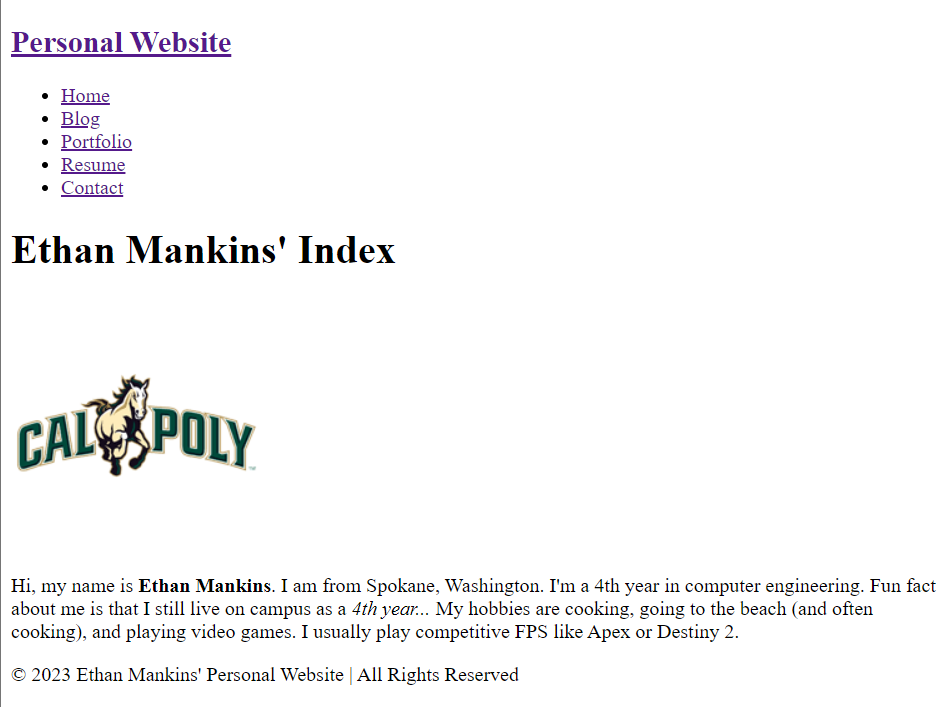 Personal Website
Home
Blog
Portfolio
Resume
Contact
Ethan Mankins' Index
CAL POLY
Hi, my name is Ethan Mankins. I am from Spokane, Washington. I'm a 4th year in computer engineering. Fun fact
about me is that I still live on campus as a 4th year... My hobbies are cooking, going to the beach (and often
cooking), and playing video games. I usually play competitive FPS like Apex or Destiny 2.
© 2023 Ethan Mankins' Personal Website | All Rights Reserved